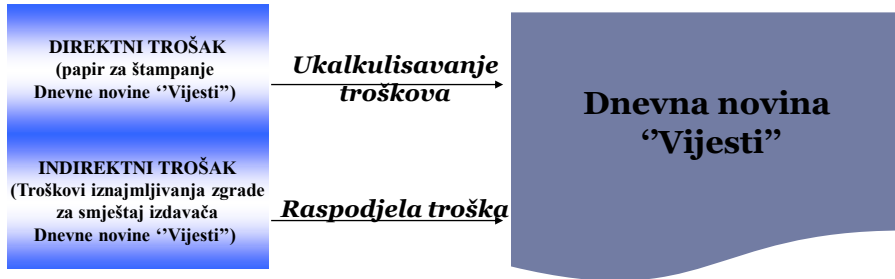 DIREKTNI TROŠAK
(papir za štampanje
Dnevne novine ‘’Vijesti’’)
Ukalkulisavanje
troškova
INDIREKTNI TROŠAK
(Troškovi iznajmljivanja zgrade
za smještaj izdavača
Dnevne novine ‘’Vijesti’’)
Raspodjela troška
Dnevna novina
‘’Vijesti’’